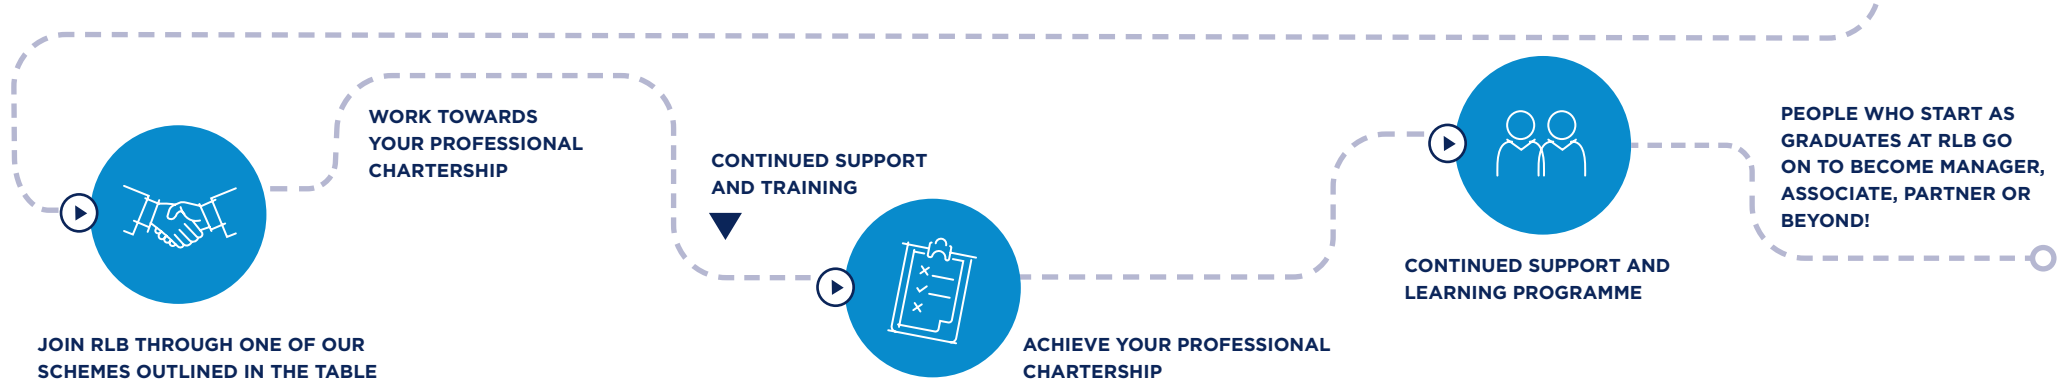 JOIN RLB THROUGH ONE OF OUR
SCHEMES OUTLINED IN THE TABLE
WORK TOWARDS
YOUR PROFESSIONAL
CHARTERSHIP
CONTINUED SUPPORT
AND TRAINING
ACHIEVE YOUR PROFESSIONAL
CHARTERSHIP
CONTINUED SUPPORT AND
LEARNING PROGRAMME
PEOPLE WHO START AS
GRADUATES AT RLB GO
ON TO BECOME MANAGER,
ASSOCIATE, PARTNER OR
BEYOND!